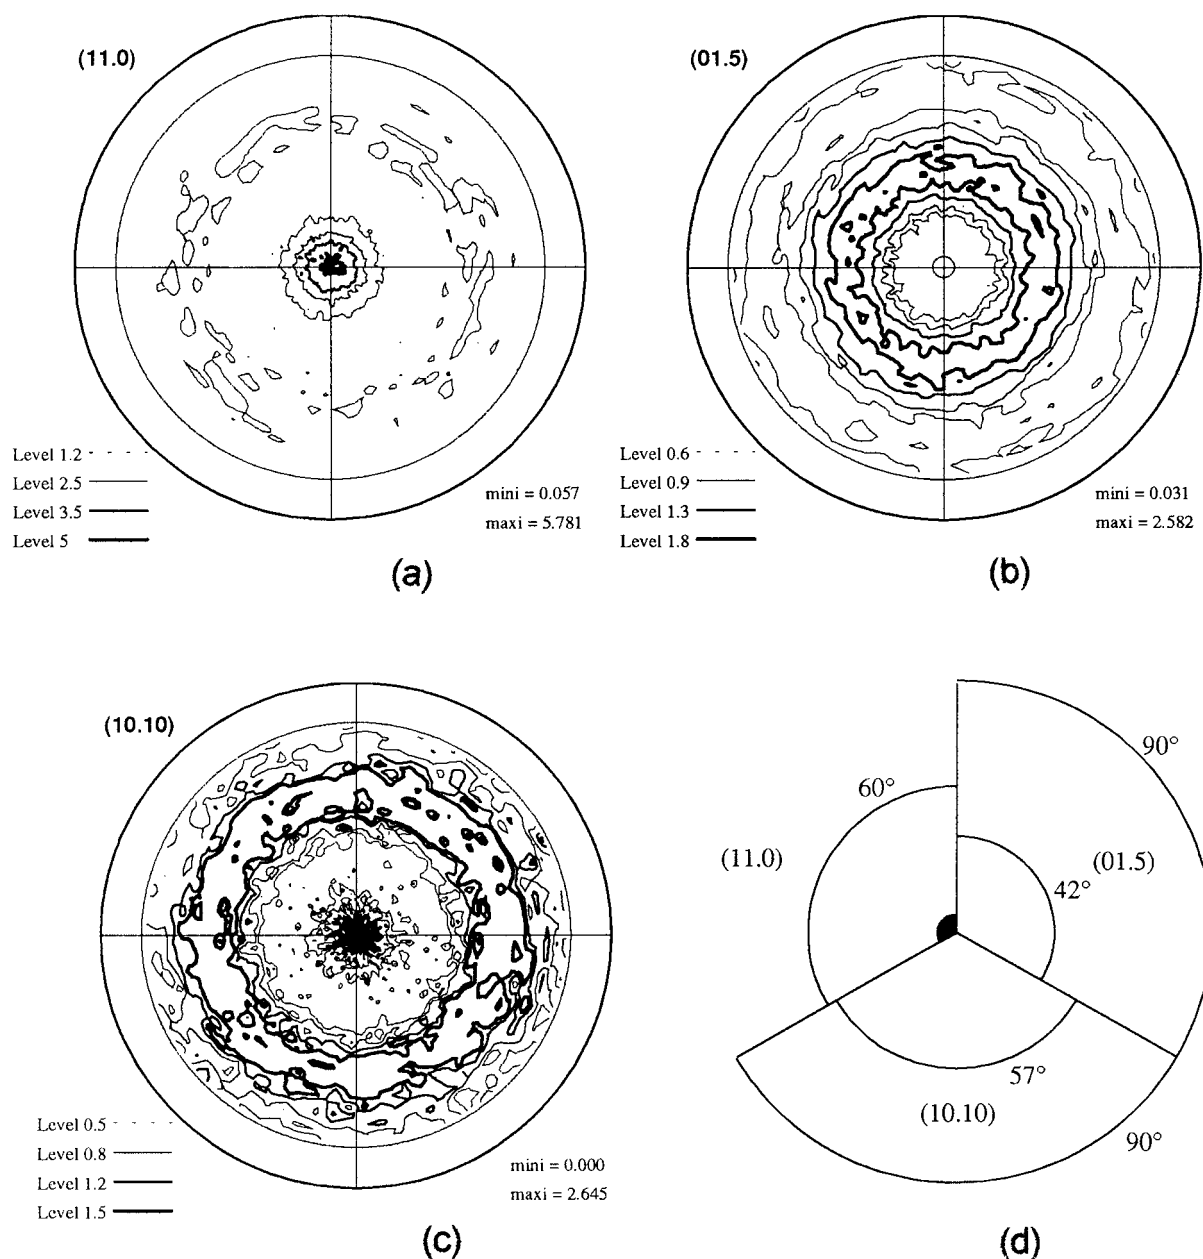 (11.0)
Level 1.2
Level 2.5
Level 3.5
Level 5
mini = 0.057
maxi = 5.781
(a)
(01.5)
Level 0.6
Level 0.9
Level 1.3
Level 1.8
mini = 0.031
maxi = 2.582
(b)
(10.10)
Level 0.5
Level 0.8
Level 1.2
Level 1.5
mini = 0.000
maxi = 2.645
(c)
90°
60°
(11.0)
(01.5)
42°
57°
(10.10)
90°
(d)